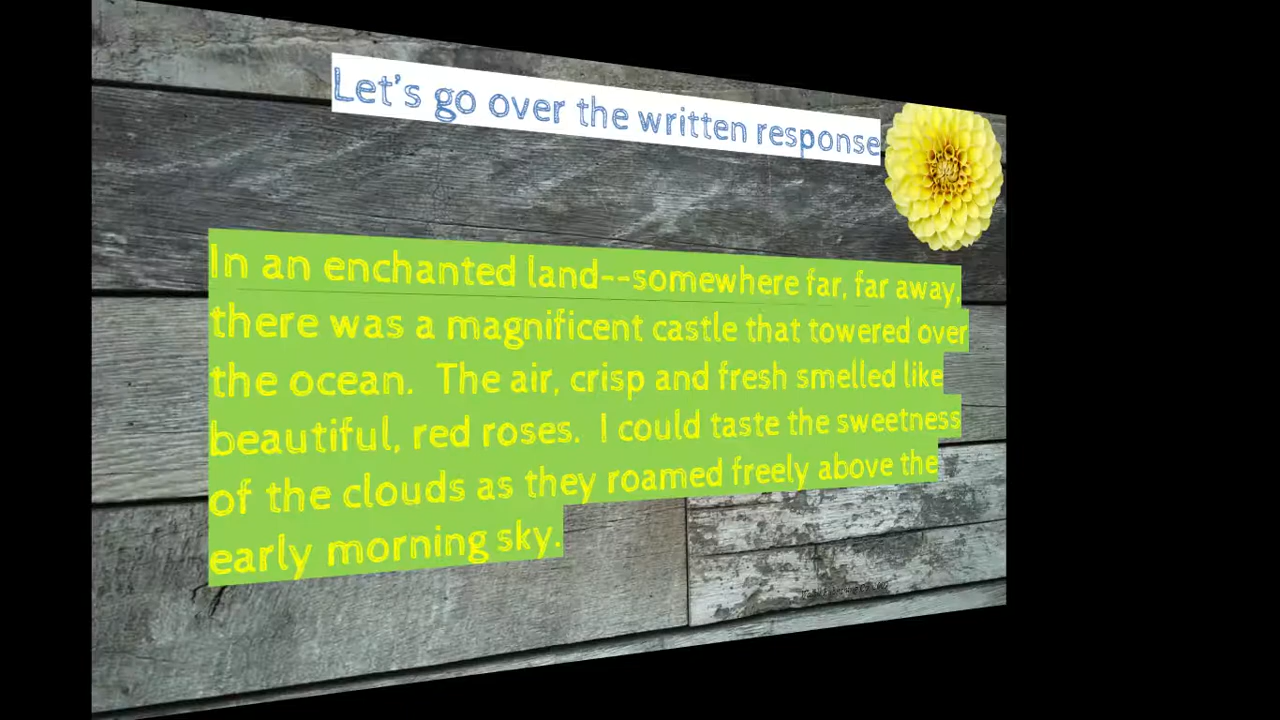 Let's go over the written response
In an enchanted land--somewhere far, far away,
there was a magnificent castle that towered over
the ocean.  The air, crisp and fresh smelled like
beautiful, red roses.  I could taste the sweetness
of the clouds as they roamed freely above the
early morning sky.